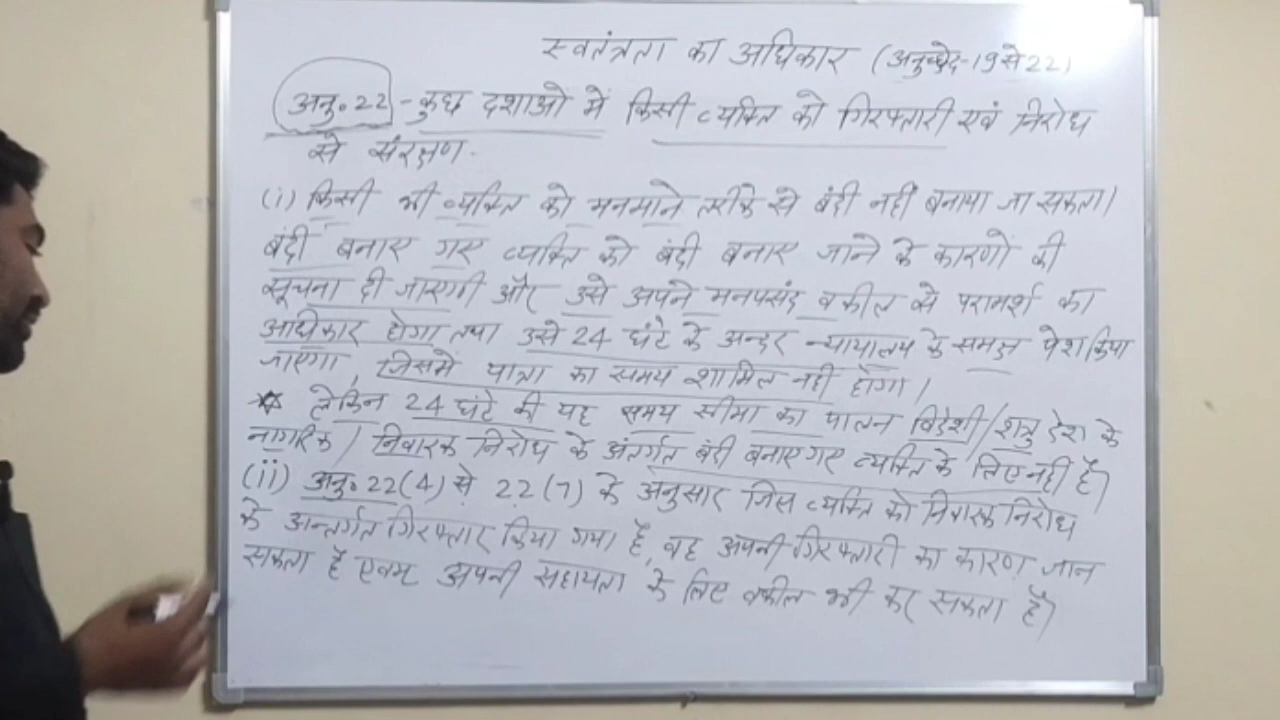 स्वतंत्रता का अधिकार (अनुच्छेद-19 से 22)
अनु॰ 22 - कुछ दशाओं में किसी व्यक्ति को गिरफ्तारी एवं निरोध
से संरक्षण.
(i) किसी भी व्यक्ति को मनमाने तरीके से बंदी नहीं बनाया जा सकता।
बंदी बनाए गए व्यक्ति को बंदी बनाए जाने के कारणों की
सूचना दी जाएगी और उसे अपने मनपसंद वकील से परामर्श का
अधिकार होगा तथा उसे 24 घंटे के अन्दर न्यायालय के समक्ष पेश किया
जाएगा, जिसमें यात्रा का समय शामिल नहीं होगा।
* लेकिन 24 घंटे की यह समय सीमा का पालन विदेशी/शत्रु देश के
नागरिक / निवारक निरोध के अंतर्गत बंदी बनाए गए व्यक्ति के लिए नहीं है।
(ii) अनु॰ 22(4) से 22(7) के अनुसार जिस व्यक्ति को निवारक निरोध
के अन्तर्गत गिरफ्तार किया गया है, वह अपनी गिरफ्तारी का कारण जान
सकता है एवम अपनी सहायता के लिए वकील भी कर सकता है।